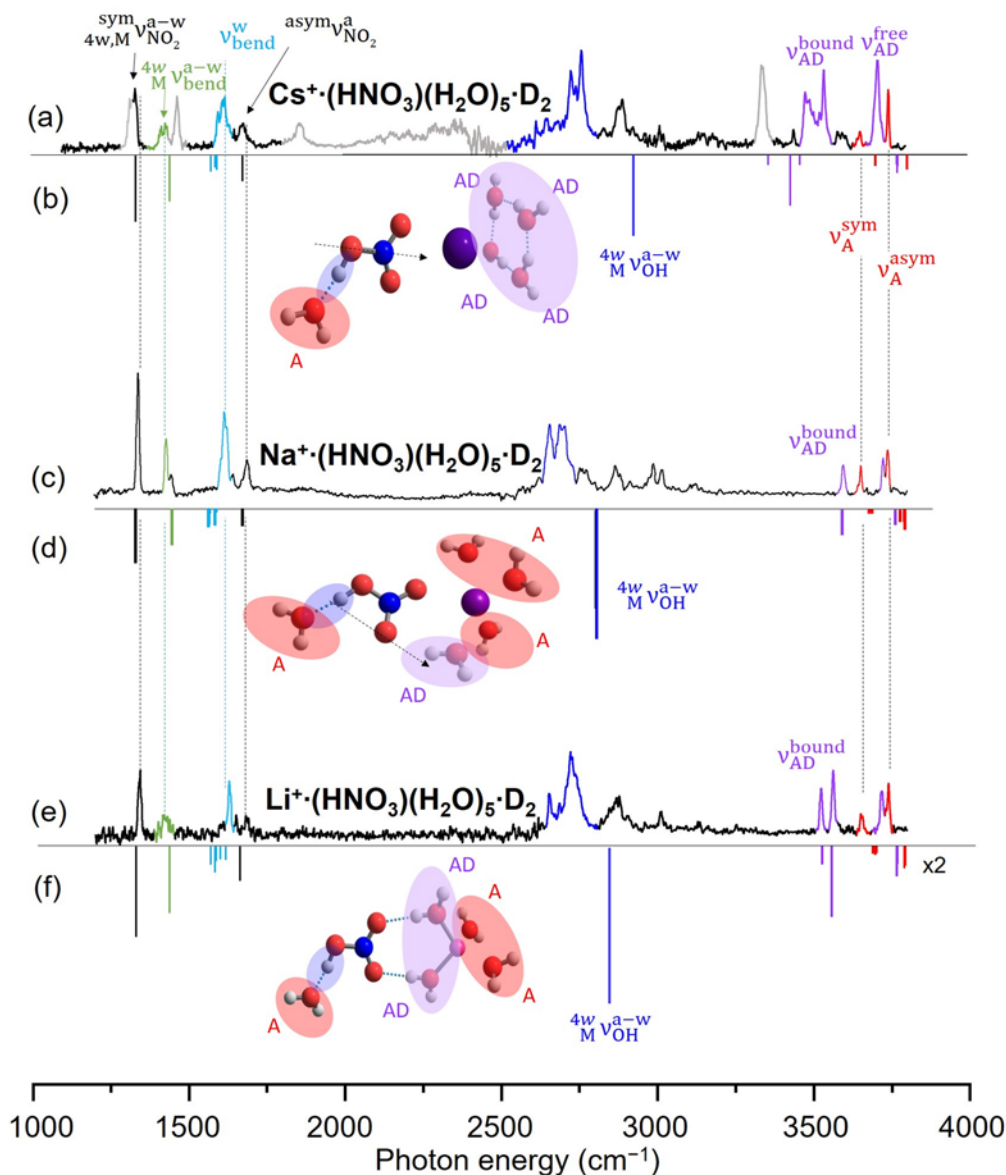 sym 4w,M ν a−w NO2
4w M ν a−w bend
ν w bend
asym ν a NO2
ν bound AD
ν free AD
(a)
Cs+·(HNO3)(H2O)5·D2
(b)
AD
AD
AD
AD
A
4w M ν a−w OH
ν sym A
ν asym A
(c)
Na+·(HNO3)(H2O)5·D2
ν bound AD
(d)
A
A
A
AD
4w M ν a−w OH
(e)
Li+·(HNO3)(H2O)5·D2
ν bound AD
x2
(f)
AD
A
A
AD
A
4w M ν a−w OH
1000 1500 2000 2500 3000 3500 4000
Photon energy (cm−1)